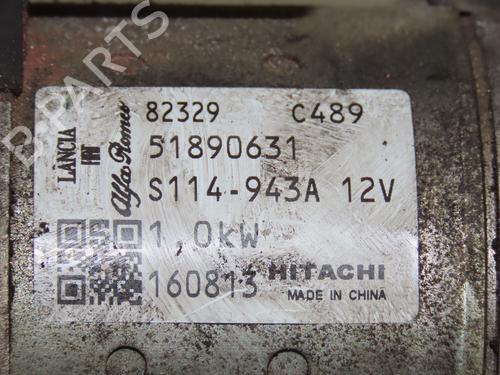 82329 C489
51890631
S114-943A 12V
1,0kW
160813 HITACHI
MADE IN CHINA
LANCIA
FIAT
Alfa Romeo
B-PARTS